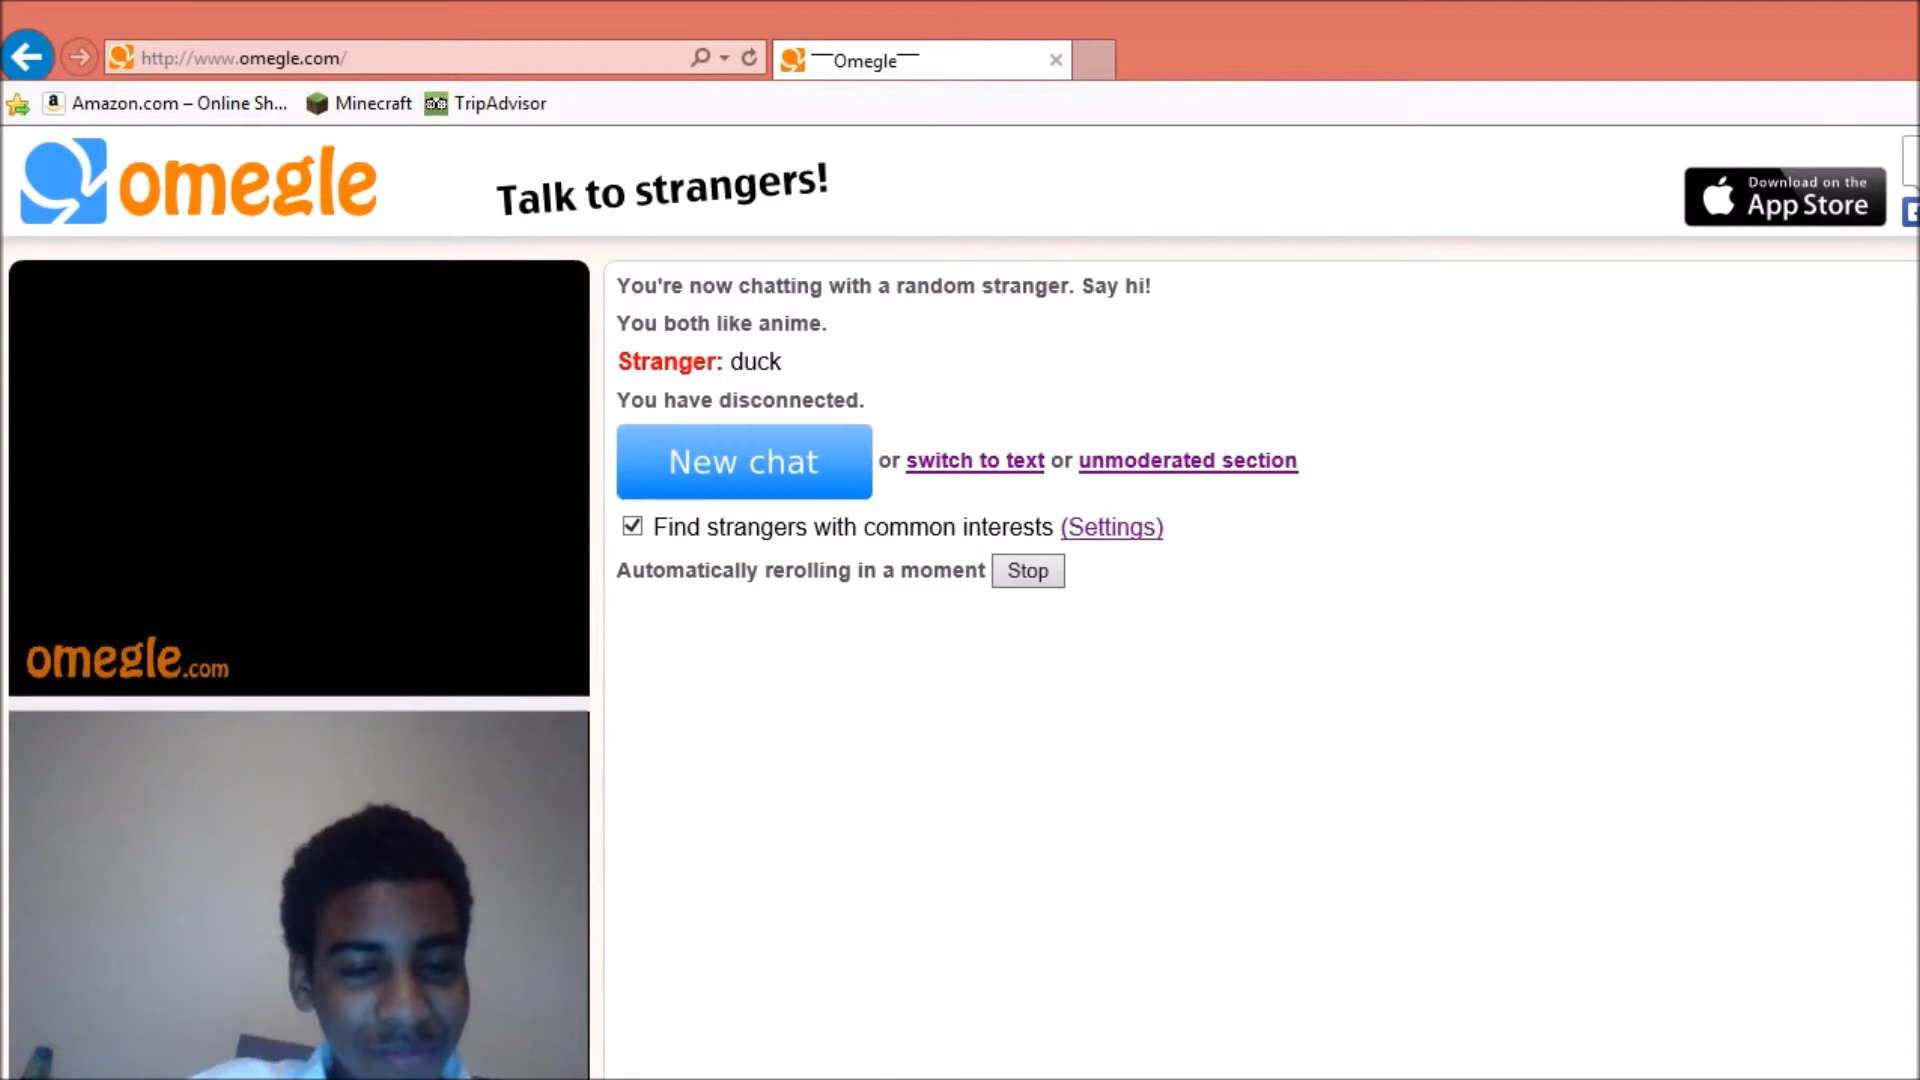 http://www.omegle.com/
Omegle
Amazon.com – Online Sh...
Minecraft
TripAdvisor
omegle
Talk to strangers!
Download on the
App Store
You're now chatting with a random stranger. Say hi!
You both like anime.
Stranger: duck
You have disconnected.
New chat or switch to text or unmoderated section
Find strangers with common interests (Settings)
Automatically rerolling in a moment Stop
omegle.com